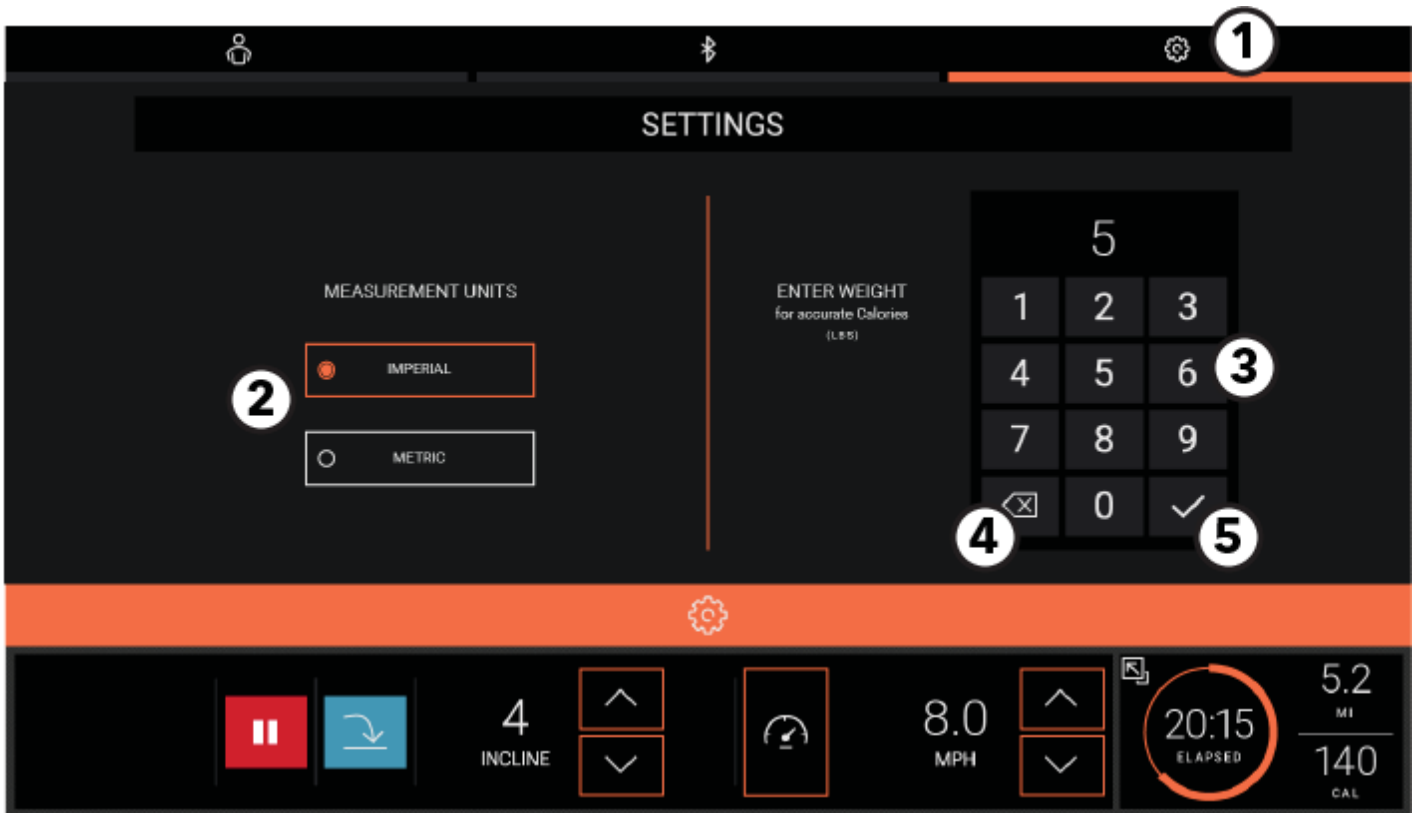 1
SETTINGS
MEASUREMENT UNITS
2
IMPERIAL
METRIC
ENTER WEIGHT
for accurate Calories
(LBS)
5
1 2 3
4 5 6
3
7 8 9
0
4
5
4
INCLINE
8.0
MPH
20:15
ELAPSED
5.2
MI
140
CAL